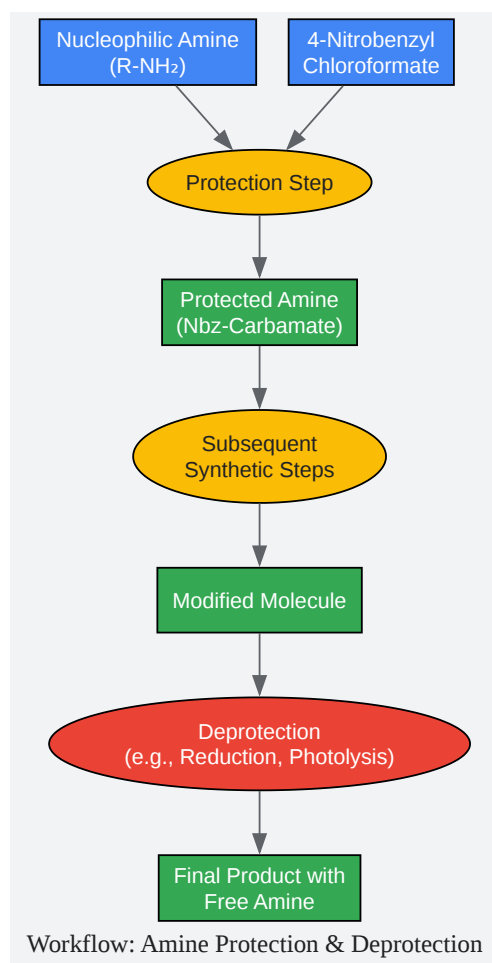 Nucleophilic Amine
(R-NH₂)
4-Nitrobenzyl
Chloroformate
Protection Step
Protected Amine
(Nbz-Carbamate)
Subsequent
Synthetic Steps
Modified Molecule
Deprotection
(e.g., Reduction, Photolysis)
Final Product with
Free Amine
Workflow: Amine Protection & Deprotection